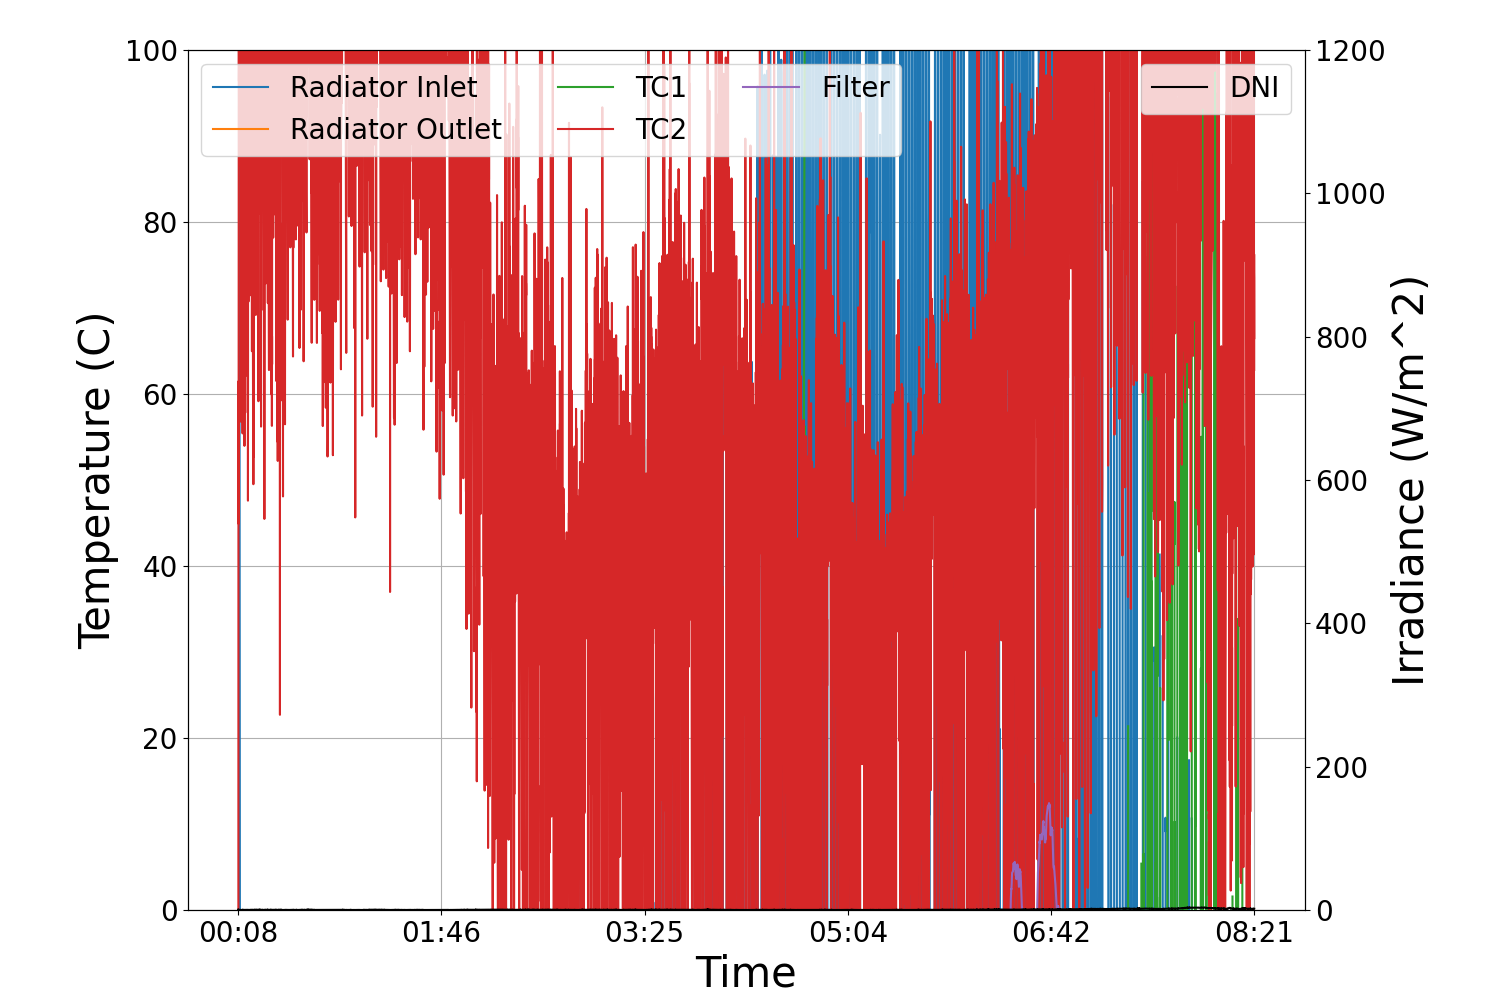 100
80
60
40
20
0
Temperature (C)
Radiator Inlet
Radiator Outlet
TC1
TC2
Filter
DNI
1200
1000
800
600
400
200
0
Irradiance (W/m^2)
00:08
01:46
03:25
05:04
06:42
08:21
Time